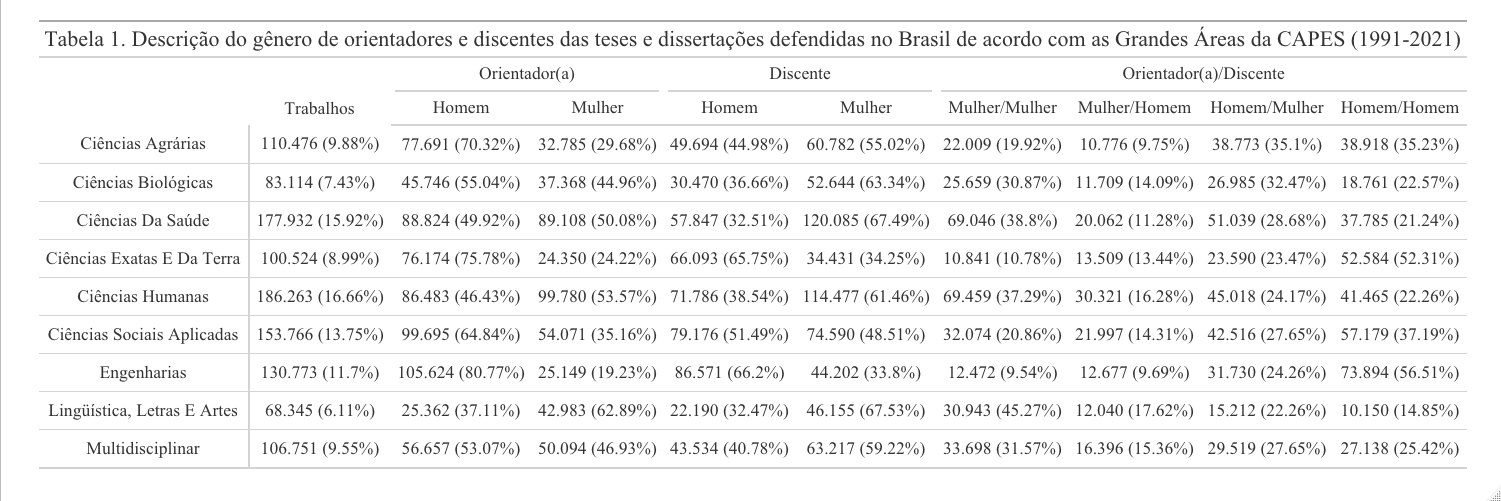 Tabela 1. Descrição do gênero de orientadores e discentes das teses e dissertações defendidas no Brasil de acordo com as Grandes Áreas da CAPES (1991-2021)
Orientador(a) Discente Orientador(a)/Discente
Trabalhos Homem Mulher Homem Mulher Mulher/Mulher Mulher/Homem Homem/Mulher Homem/Homem
Ciências Agrárias 110.476 (9.88%) 77.691 (70.32%) 32.785 (29.68%) 49.694 (44.98%) 60.782 (55.02%) 22.009 (19.92%) 10.776 (9.75%) 38.773 (35.1%) 38.918 (35.23%)
Ciências Biológicas 83.114 (7.43%) 45.746 (55.04%) 37.368 (44.96%) 30.470 (36.66%) 52.644 (63.34%) 25.659 (30.87%) 11.709 (14.09%) 26.985 (32.47%) 18.761 (22.57%)
Ciências Da Saúde 177.932 (15.92%) 88.824 (49.92%) 89.108 (50.08%) 57.847 (32.51%) 120.085 (67.49%) 69.046 (38.8%) 20.062 (11.28%) 51.039 (28.68%) 37.785 (21.24%)
Ciências Exatas E Da Terra 100.524 (8.99%) 76.174 (75.78%) 24.350 (24.22%) 66.093 (65.75%) 34.431 (34.25%) 10.841 (10.78%) 13.509 (13.44%) 23.590 (23.47%) 52.584 (52.31%)
Ciências Humanas 186.263 (16.66%) 86.483 (46.43%) 99.780 (53.57%) 71.786 (38.54%) 114.477 (61.46%) 69.459 (37.29%) 30.321 (16.28%) 45.018 (24.17%) 41.465 (22.26%)
Ciências Sociais Aplicadas 153.766 (13.75%) 99.695 (64.84%) 54.071 (35.16%) 79.176 (51.49%) 74.590 (48.51%) 32.074 (20.86%) 21.997 (14.31%) 42.516 (27.65%) 57.179 (37.19%)
Engenharias 130.773 (11.7%) 105.624 (80.77%) 25.149 (19.23%) 86.571 (66.2%) 44.202 (33.8%) 12.472 (9.54%) 12.677 (9.69%) 31.730 (24.26%) 73.894 (56.51%)
Lingüística, Letras E Artes 68.345 (6.11%) 25.362 (37.11%) 42.983 (62.89%) 22.190 (32.47%) 46.155 (67.53%) 30.943 (45.27%) 12.040 (17.62%) 15.212 (22.26%) 10.150 (14.85%)
Multidisciplinar 106.751 (9.55%) 56.657 (53.07%) 50.094 (46.93%) 43.534 (40.78%) 63.217 (59.22%) 33.698 (31.57%) 16.396 (15.36%) 29.519 (27.65%) 27.138 (25.42%)